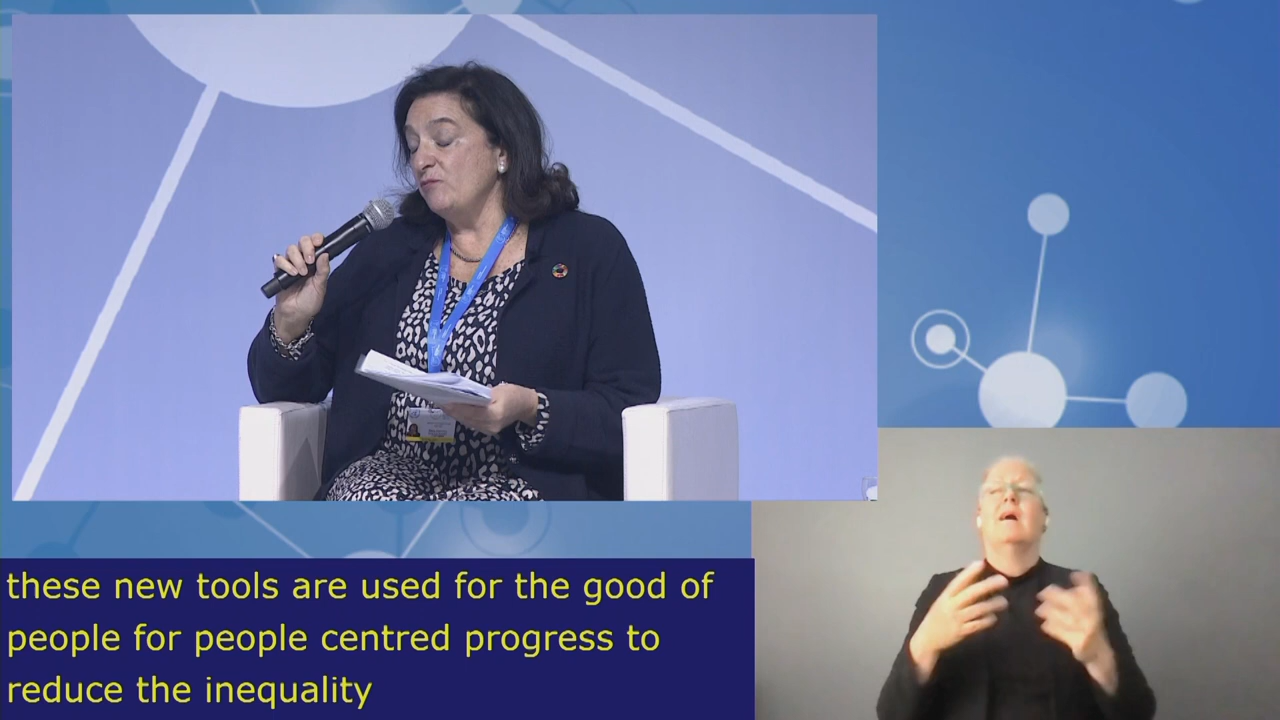 these new tools are used for the good of
people for people centred progress to
reduce the inequality